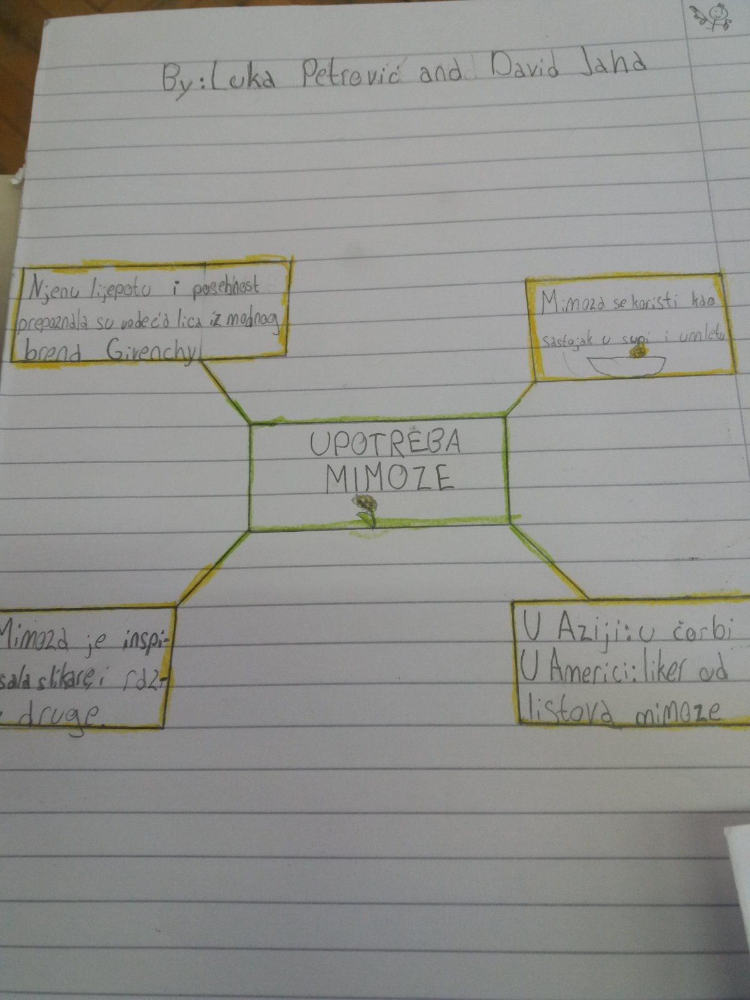 By: Luka Petrović and David Jaha
Njenu lijepotu i posebnost
prepoznala su vodeća lica iz modnog
brend Givenchy
Mimoza se koristi kao
sastojak u supi i umletu
UPOTREBA
MIMOZE
Mimoza je inspi-
sala slikare i raz-
druge.
U Aziji: u čorbi
U Americi: liker od
listova mimoze